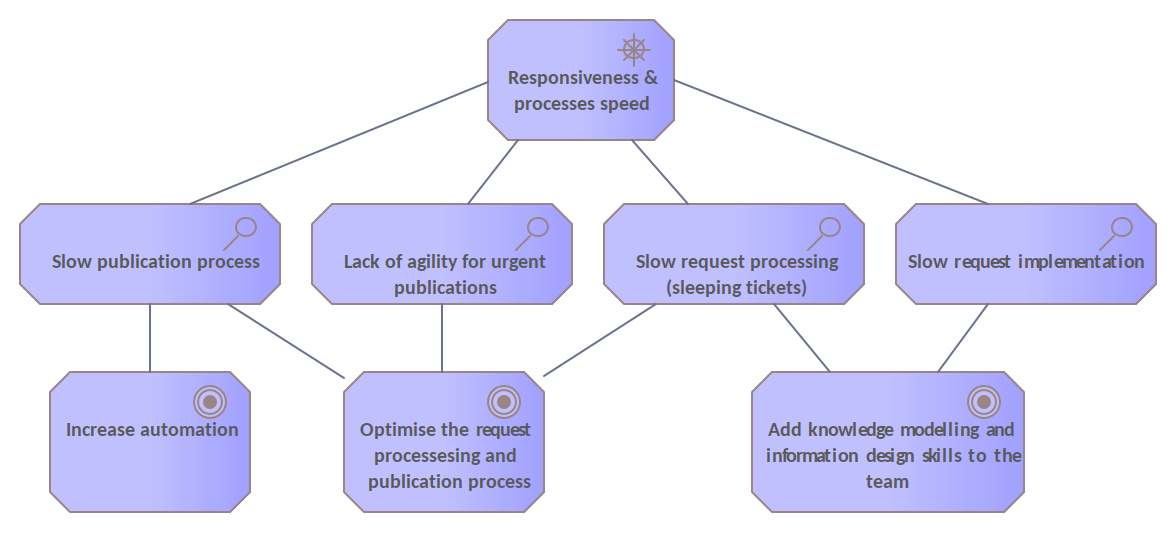 Responsiveness &
processes speed
Slow publication process
Lack of agility for urgent
publications
Slow request processing
(sleeping tickets)
Slow request implementation
Increase automation
Optimise the request
processesing and
publication process
Add knowledge modelling and
information design skills to the
team